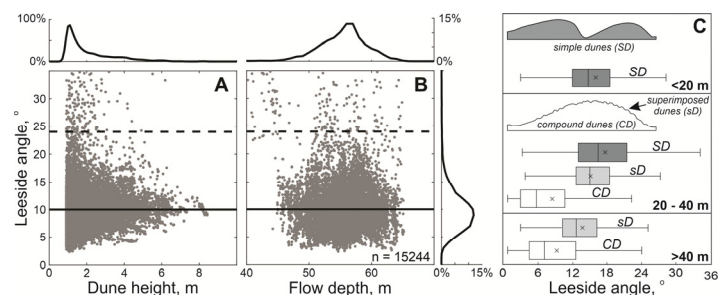 100%
0%
15%
0%
A
B
C
Leeside angle, °
30
25
20
15
10
5
0
0
2
4
6
8
Dune height, m
40
50
60
Flow depth, m
n = 15244
0%
15%
simple dunes (SD)
SD
<20 m
superimposed
dunes (sD)
compound dunes (CD)
SD
sD
CD
20 - 40 m
sD
CD
>40 m
0
6
12
18
24
30
36
Leeside angle, °